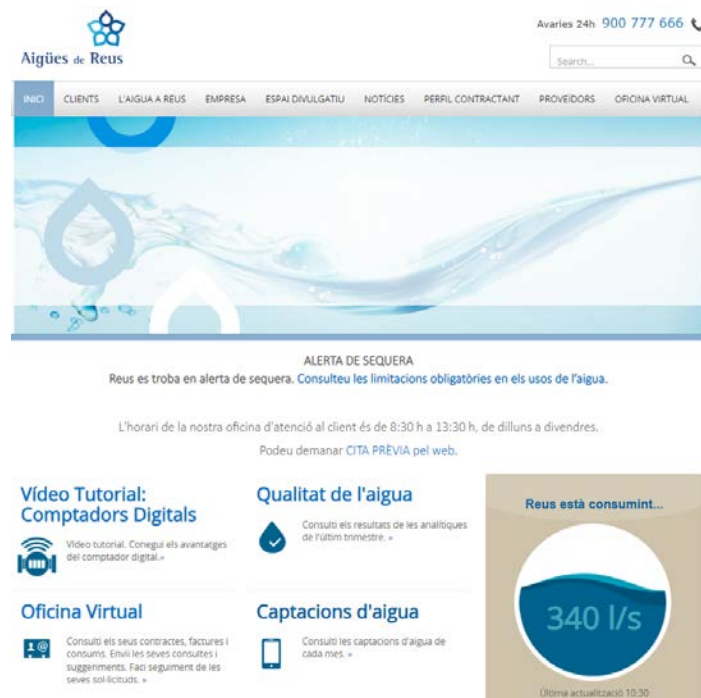 Aigües de Reus
Avaries 24h 900 777 666
Search...
INICI CLIENTS L'AIGUA A REUS EMPRESA ESPAI DIVULGATIU NOTÍCIES PERFIL CONTRACTANT PROVEÏDORS OFICINA VIRTUAL
ALERTA DE SEQUERA
Reus es troba en alerta de sequera. Consulteu les limitacions obligatòries en els usos de l'aigua.
L'horari de la nostra oficina d'atenció al client és de 8:30 h a 13:30 h, de dilluns a divendres.
Podeu demanar CITA PRÈVIA pel web.
Vídeo Tutorial:
Comptadors Digitals
Vídeo tutorial. Conegui els avantatges
del comptador digital.»
Qualitat de l'aigua
Consulti els resultats de les analítiques
de l'últim trimestre. »
Oficina Virtual
Consulti els seus contractes, factures i
consums. Enviï les seves consultes i
suggeriments. Faci seguiment de les
seves sol·licituds. »
Captacions d'aigua
Consulti les captacions d'aigua de
cada mes. »
Reus està consumint...
340 l/s
Última actualització 10:30